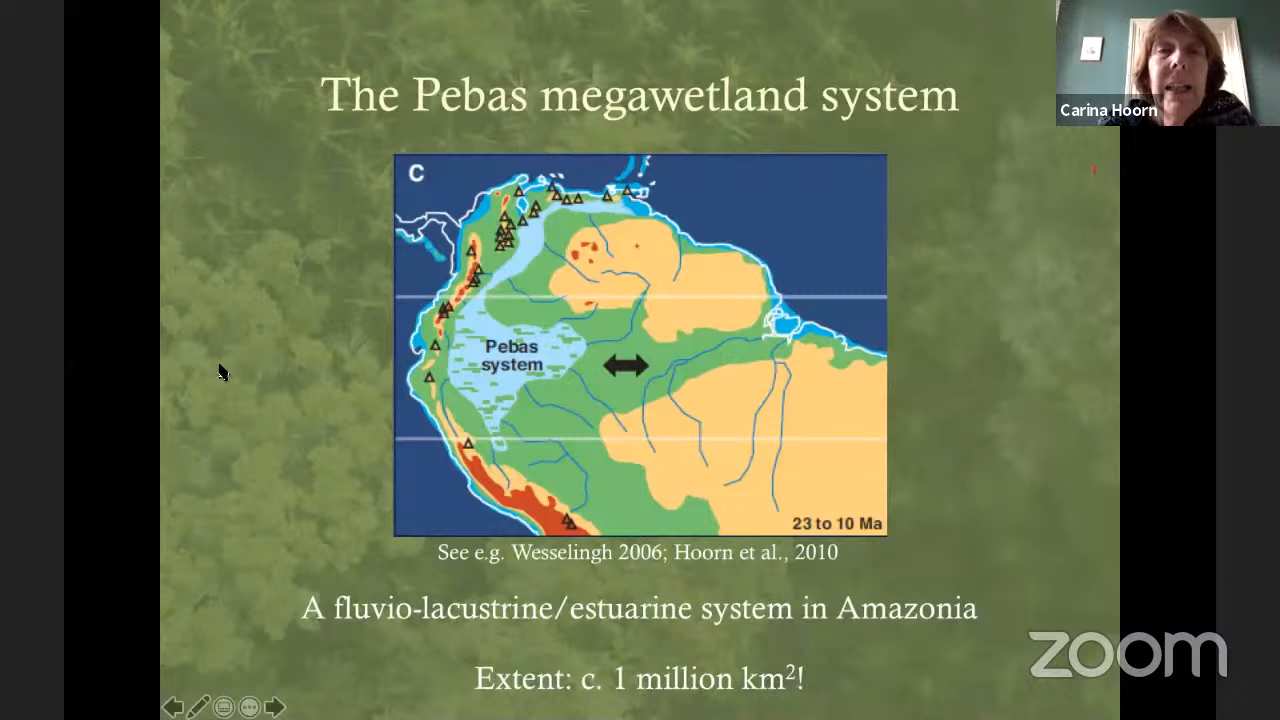 The Pebas megawetland system
Carina Hoorn
C
Pebas
system
23 to 10 Ma
See e.g. Wesselingh 2006; Hoorn et al., 2010
A fluvio-lacustrine/estuarine system in Amazonia
Extent: c. 1 million km²!
zoom